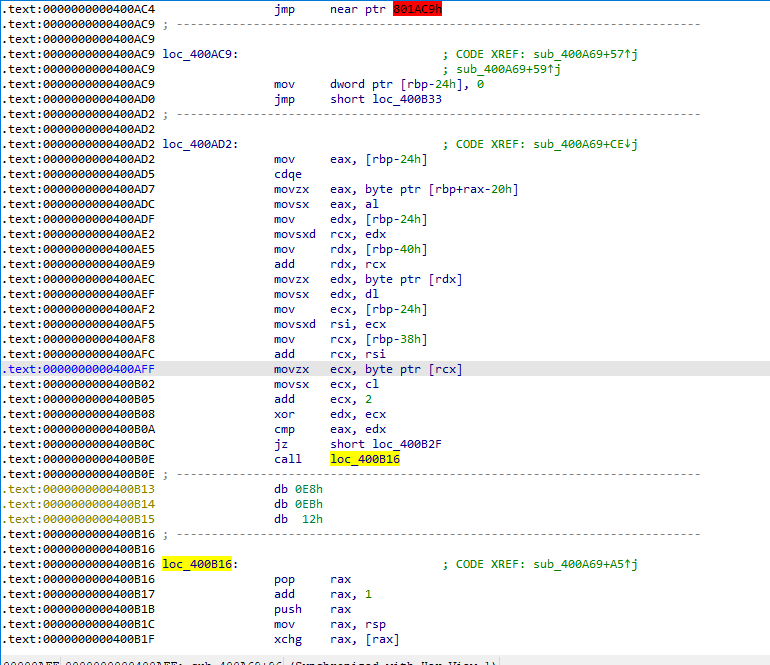 .text:0000000000400AC4 jmp near ptr 801AC9h
.text:0000000000400AC9 ; ---------------------------------------------------------------------------
.text:0000000000400AC9
.text:0000000000400AC9 loc_400AC9: ; CODE XREF: sub_400A69+57↑j
.text:0000000000400AC9 ; sub_400A69+59↑j
.text:0000000000400AC9 mov dword ptr [rbp-24h], 0
.text:0000000000400AD0 jmp short loc_400B33
.text:0000000000400AD2 ; ---------------------------------------------------------------------------
.text:0000000000400AD2
.text:0000000000400AD2 loc_400AD2: ; CODE XREF: sub_400A69+CE↓j
.text:0000000000400AD2 mov eax, [rbp-24h]
.text:0000000000400AD5 cdqe
.text:0000000000400AD7 movzx eax, byte ptr [rbp+rax-20h]
.text:0000000000400ADC movsx eax, al
.text:0000000000400ADF mov edx, [rbp-24h]
.text:0000000000400AE2 movsxd rcx, edx
.text:0000000000400AE5 mov rdx, [rbp-40h]
.text:0000000000400AE9 add rdx, rcx
.text:0000000000400AEC movzx edx, byte ptr [rdx]
.text:0000000000400AEF movsx edx, dl
.text:0000000000400AF2 mov ecx, [rbp-24h]
.text:0000000000400AF5 movsxd rsi, ecx
.text:0000000000400AF8 mov rcx, [rbp-38h]
.text:0000000000400AFC add rcx, rsi
.text:0000000000400AFF movzx ecx, byte ptr [rcx]
.text:0000000000400B02 movsx ecx, cl
.text:0000000000400B05 add ecx, 2
.text:0000000000400B08 xor edx, ecx
.text:0000000000400B0A cmp eax, edx
.text:0000000000400B0C jz short loc_400B2F
.text:0000000000400B0E call loc_400B16
.text:0000000000400B0E ; ---------------------------------------------------------------------------
.text:0000000000400B13 db 0E8h
.text:0000000000400B14 db 0EBh
.text:0000000000400B15 db 12h
.text:0000000000400B16 ; ---------------------------------------------------------------------------
.text:0000000000400B16
.text:0000000000400B16 loc_400B16: ; CODE XREF: sub_400A69+A5↑j
.text:0000000000400B16 pop rax
.text:0000000000400B17 add rax, 1
.text:0000000000400B1B push rax
.text:0000000000400B1C mov rax, rsp
.text:0000000000400B1F xchg rax, [rax]